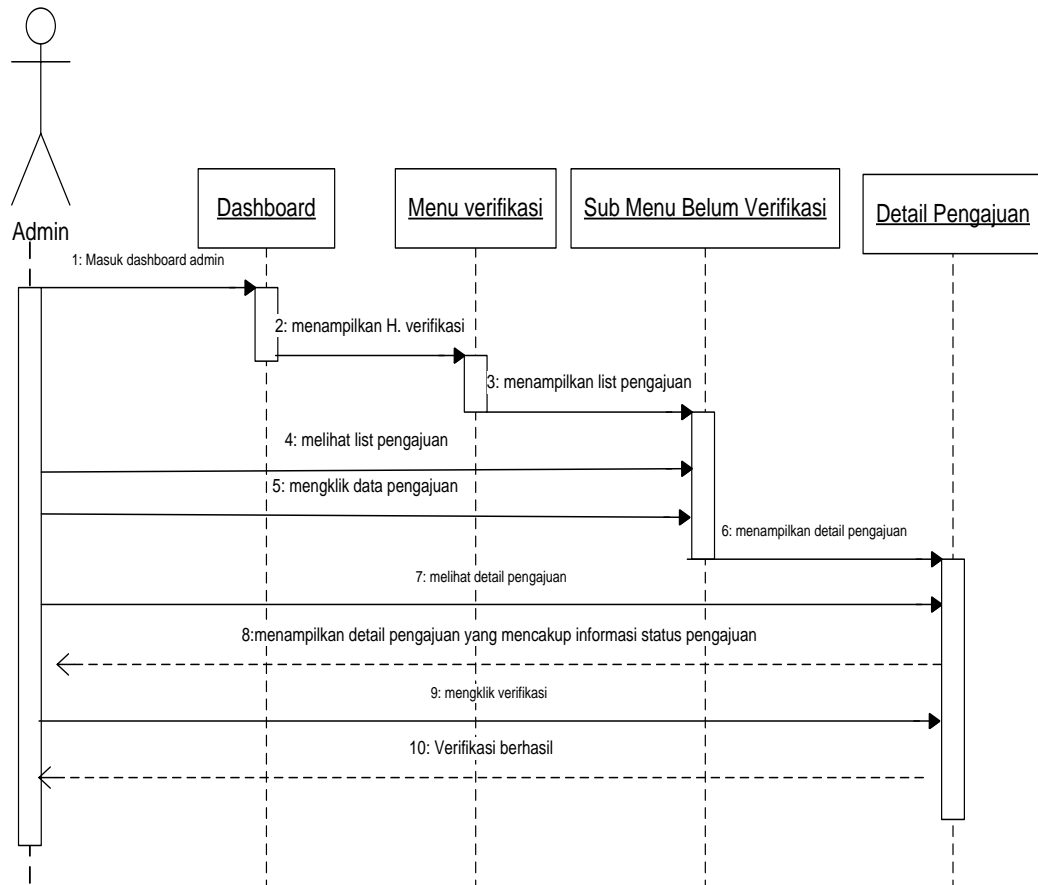 Admin
Dashboard
Menu verifikasi
Sub Menu Belum Verifikasi
Detail Pengajuan
1: Masuk dashboard admin
2: menampilkan H. verifikasi
3: menampilkan list pengajuan
4: melihat list pengajuan
5: mengklik data pengajuan
6: menampilkan detail pengajuan
7: melihat detail pengajuan
8:menampilkan detail pengajuan yang mencakup informasi status pengajuan
9: mengklik verifikasi
10: Verifikasi berhasil